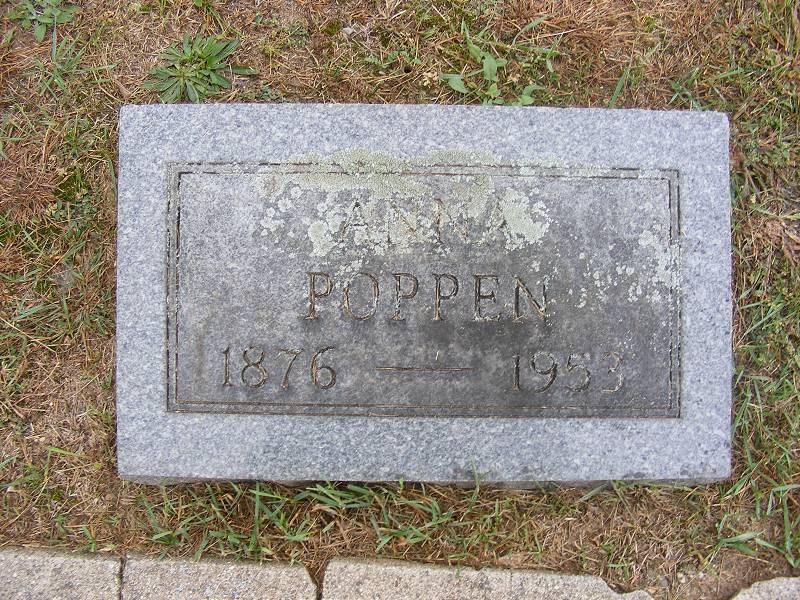 ANNA
POPPEN
1876 — 1953